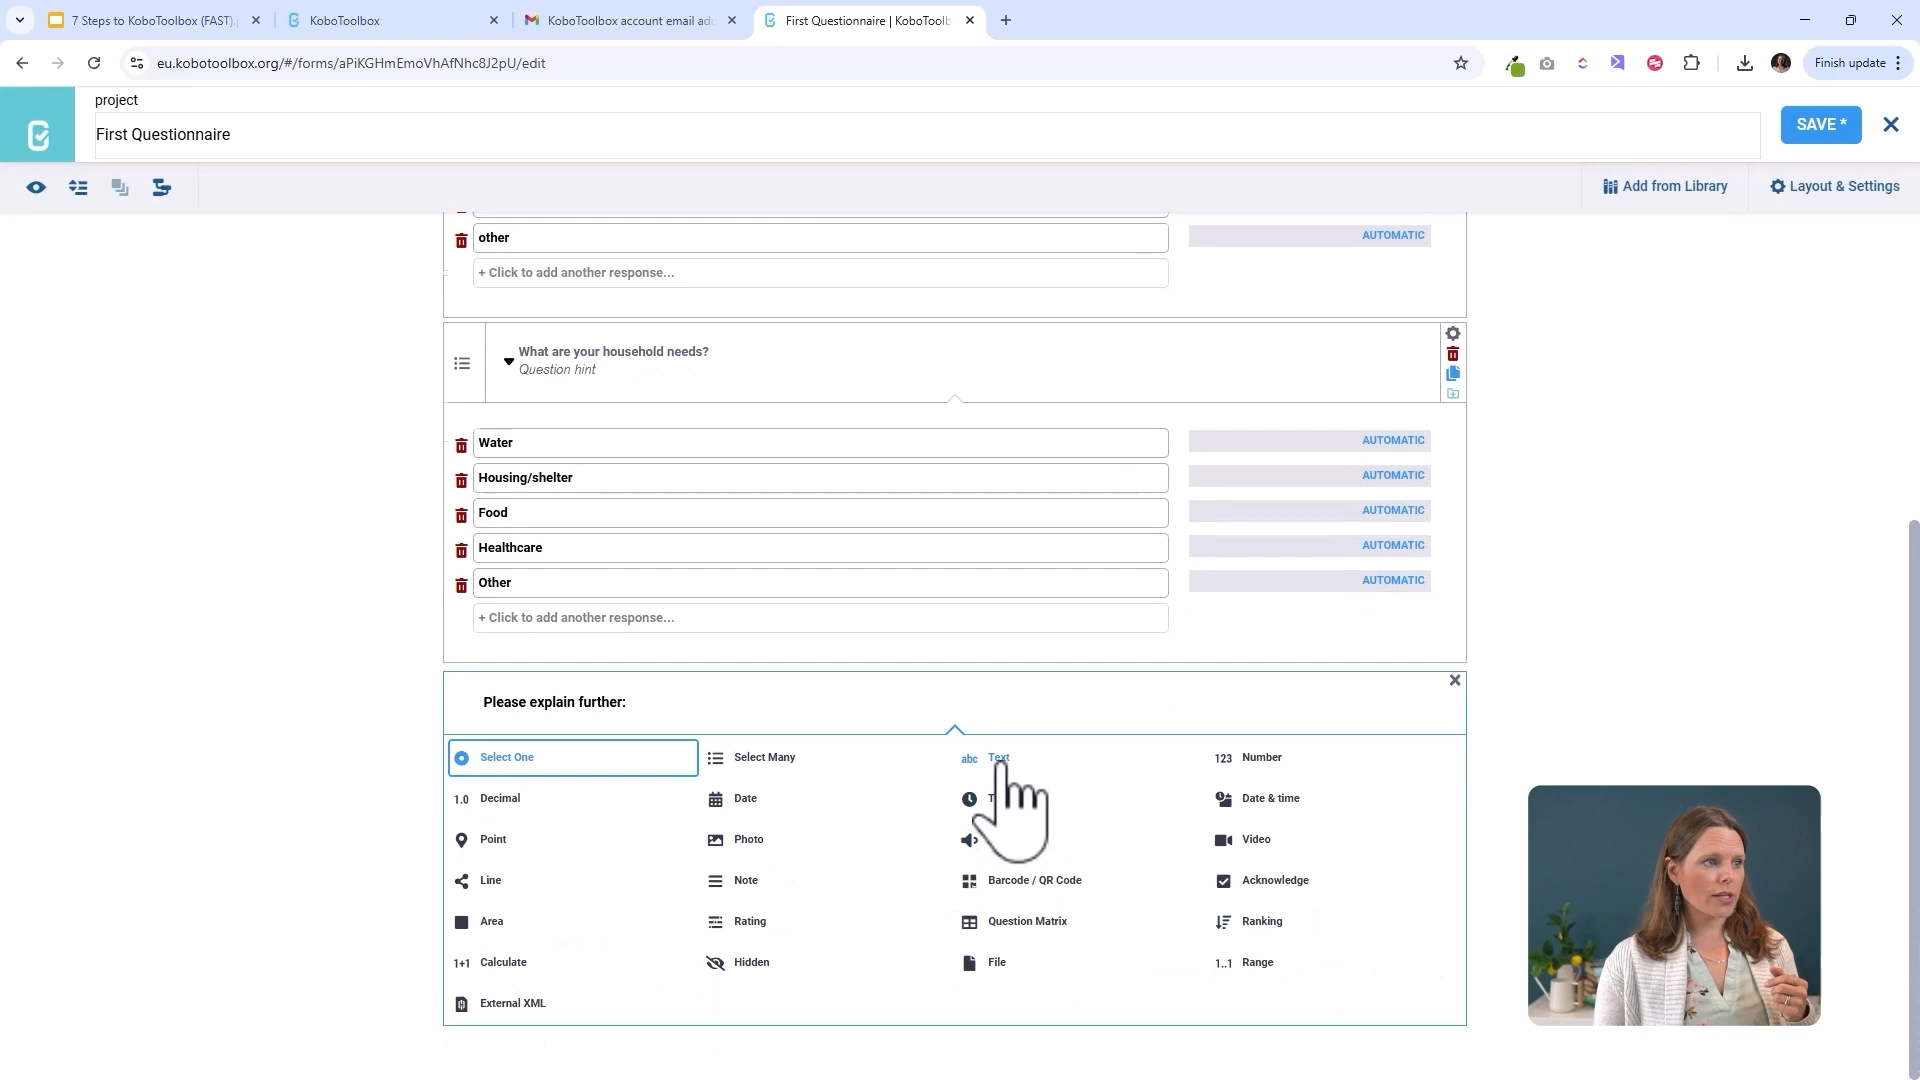 7 Steps to KoboToolbox (FAST).
KoboToolbox
KoboToolbox account email ad
First Questionnaire | KoboToolb
eu.kobotoolbox.org/#/forms/aPiKGHmEmoVhAfNhc8J2pU/edit
Finish update
project
First Questionnaire
SAVE *
Add from Library
Layout & Settings
other
AUTOMATIC
+ Click to add another response...
What are your household needs?
Question hint
Water
AUTOMATIC
Housing/shelter
AUTOMATIC
Food
AUTOMATIC
Healthcare
AUTOMATIC
Other
AUTOMATIC
+ Click to add another response...
Please explain further:
Select One
Select Many
abc Text
123 Number
1.0 Decimal
Date
Date & time
Point
Photo
Video
Line
Note
Barcode / QR Code
Acknowledge
Area
Rating
Question Matrix
Ranking
1+1 Calculate
Hidden
File
1..1 Range
External XML